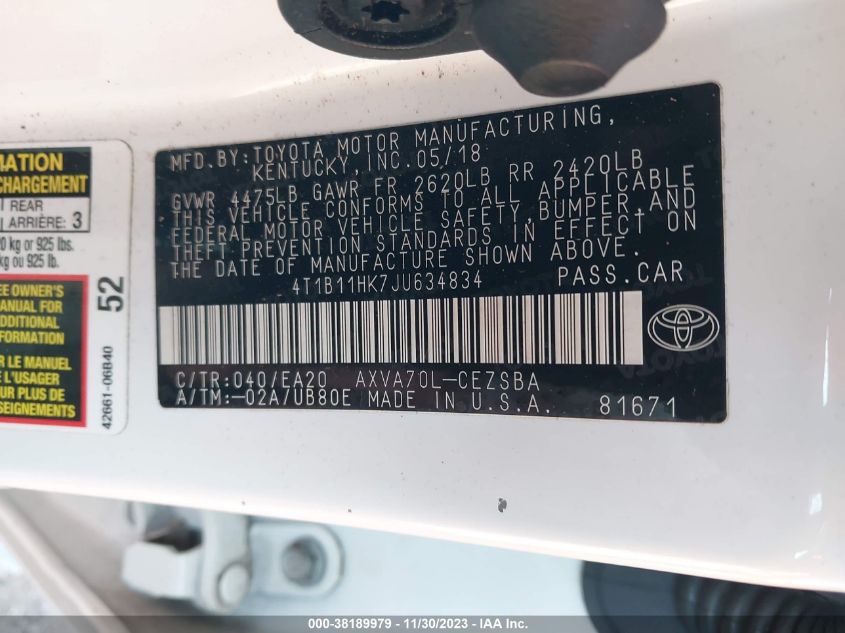 MFD. BY: TOYOTA MOTOR MANUFACTURING,
KENTUCKY, INC. 05/18
GVWR 4475LB GAWR FR 2620LB RR 2420LB
THIS VEHICLE CONFORMS TO ALL APPLICABLE
FEDERAL MOTOR VEHICLE SAFETY, BUMPER, AND
THEFT PREVENTION STANDARDS IN EFFECT ON
THE DATE OF MANUFACTURE SHOWN ABOVE.
4T1B11HK7JU634834 PASS. CAR
C/TR: 040/EA20 AXVA70L-CEZSBA
A/TM: -02A/UB80E MADE IN U.S.A. 81671
MATION
CHARGEMENT
REAR
ARRIÈRE: 3
0 kg or 925 lbs.
kg ou 925 lb.
EE OWNER'S
MANUAL FOR
ADDITIONAL
NFORMATION
R LE MANUEL
E L'USAGER
R PLUS DE
SEIGNEMENTS
52
42661-06B40
000-38189979 - 11/30/2023 - IAA Inc.